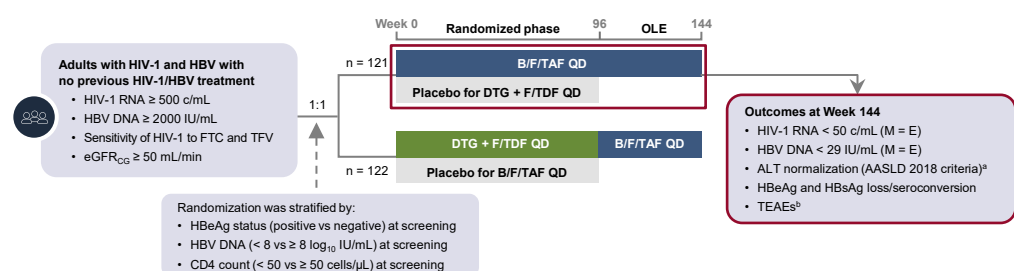 Week 0 Randomized phase 96 OLE 144
Adults with HIV-1 and HBV with
no previous HIV-1/HBV treatment
• HIV-1 RNA ≥ 500 c/mL
• HBV DNA ≥ 2000 IU/mL
• Sensitivity of HIV-1 to FTC and TFV
• eGFRCG ≥ 50 mL/min
1:1
n = 121
B/F/TAF QD
Placebo for DTG + F/TDF QD
n = 122
DTG + F/TDF QD
B/F/TAF QD
Placebo for B/F/TAF QD
Randomization was stratified by:
• HBeAg status (positive vs negative) at screening
• HBV DNA (< 8 vs ≥ 8 log10 IU/mL) at screening
• CD4 count (< 50 vs ≥ 50 cells/µL) at screening
Outcomes at Week 144
• HIV-1 RNA < 50 c/mL (M = E)
• HBV DNA < 29 IU/mL (M = E)
• ALT normalization (AASLD 2018 criteria)a
• HBeAg and HBsAg loss/seroconversion
• TEAEsb